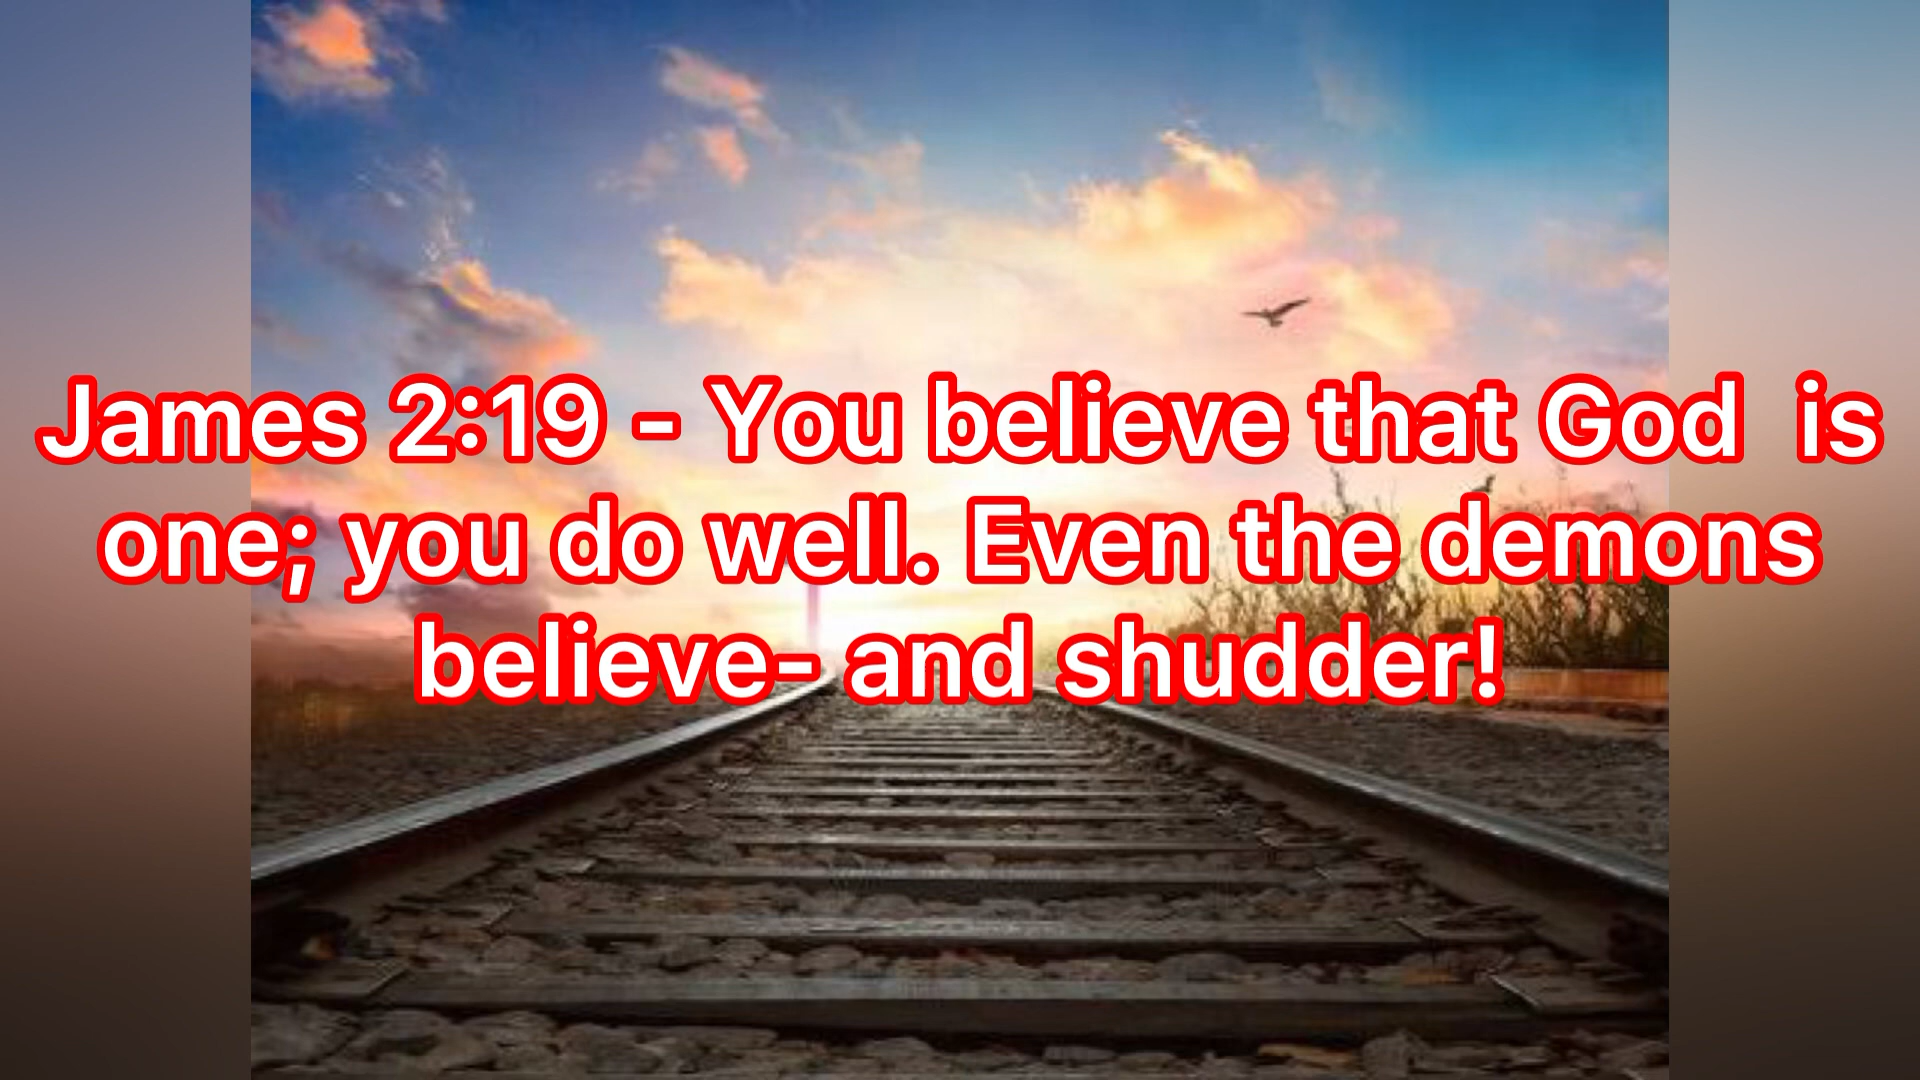 James 2:19 - You believe that God  is
one; you do well. Even the demons
believe- and shudder!